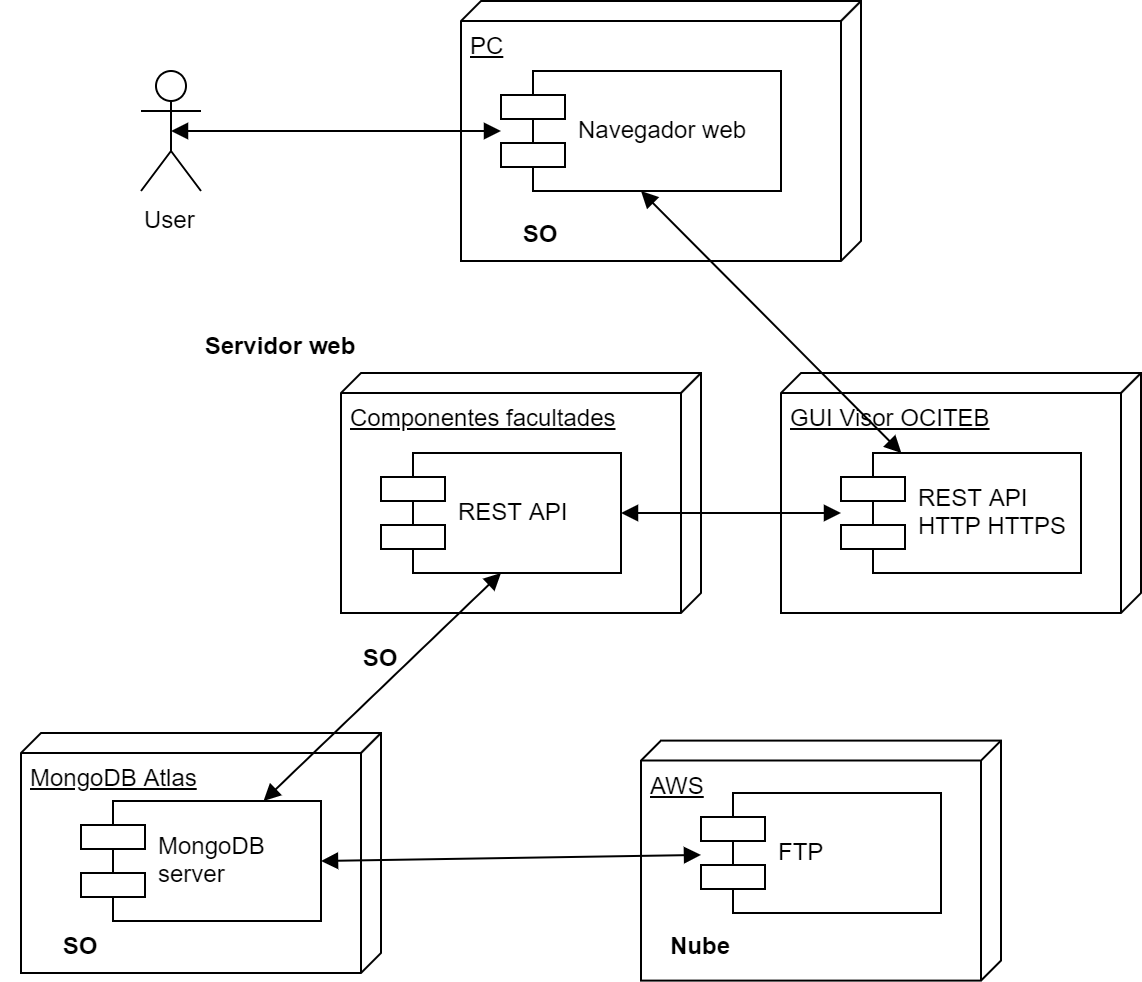 PC
Navegador web
User
SO
Servidor web
Componentes facultades
GUI Visor OCITEB
REST API
REST API
HTTP HTTPS
SO
MongoDB Atlas
AWS
MongoDB
server
FTP
SO
Nube